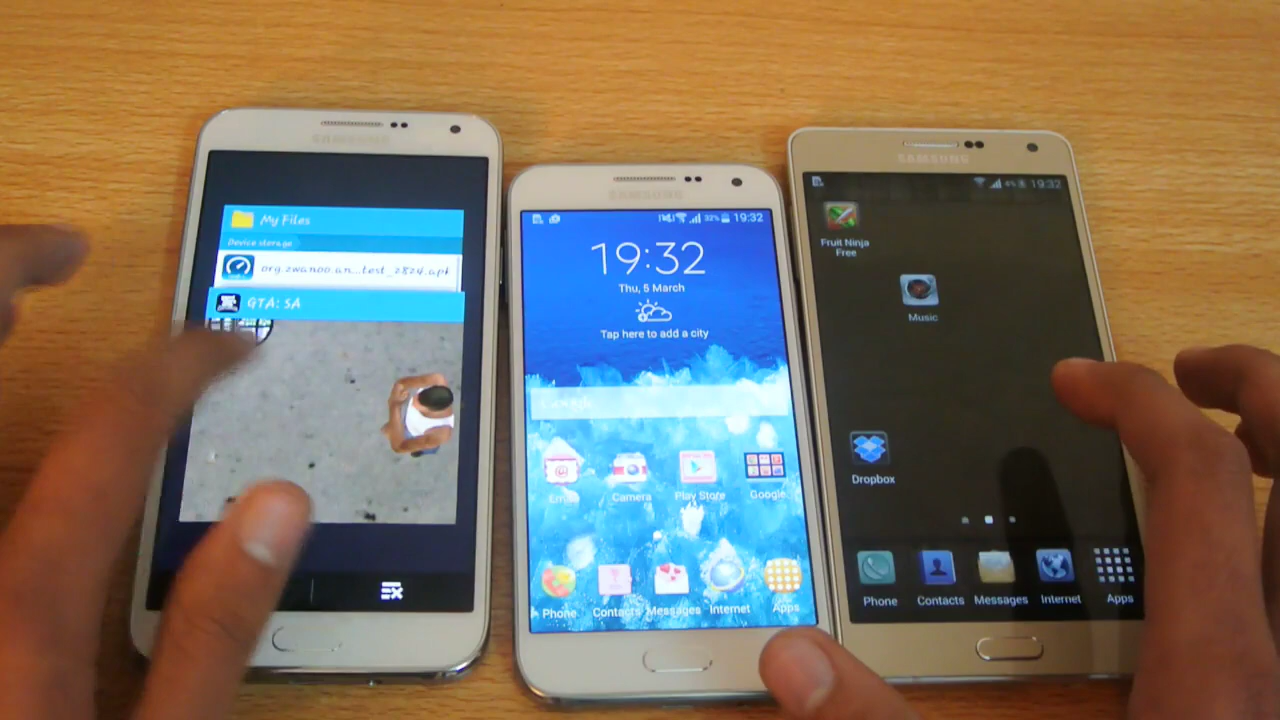 SAMSUNG
My Files
Device storage
org.zwanoo.an...test_2824.apk
GTA: SA
SAMSUNG
32% 19:32
19:32
Thu, 5 March
Tap here to add a city
Google
Email
Camera
Play Store
Google
Phone
Contacts
Messages
Internet
Apps
SAMSUNG
19:32
Fruit Ninja
Free
Music
Dropbox
Phone
Contacts
Messages
Internet
Apps